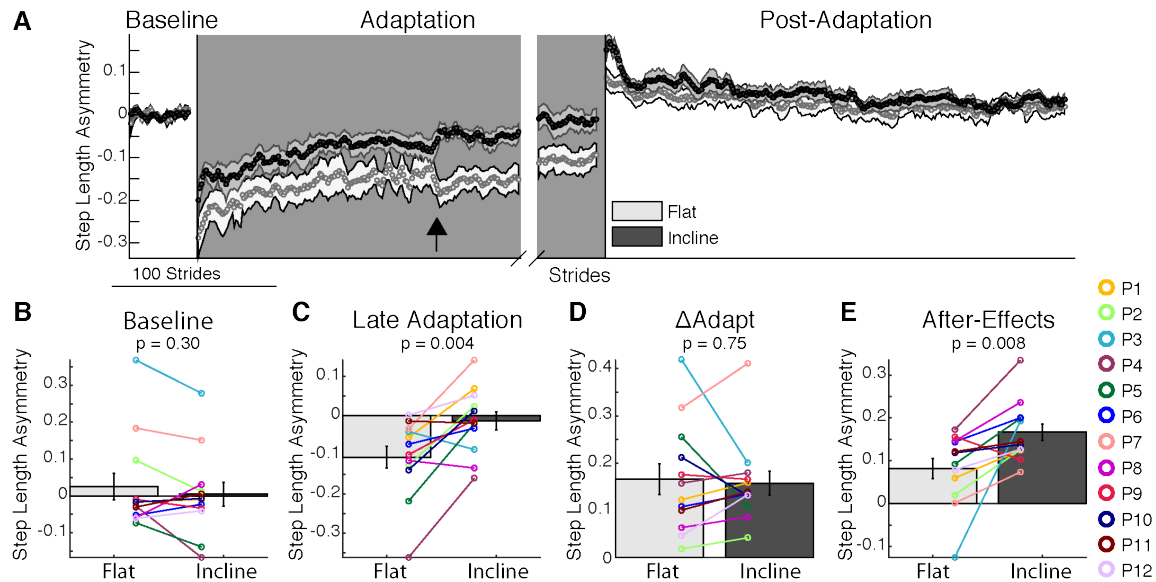 A
Baseline
Adaptation
Post-Adaptation
Step Length Asymmetry
0.1
0
-0.1
-0.2
-0.3
100 Strides
Strides
Flat
Incline
B
Baseline
p = 0.30
Step Length Asymmetry
0.3
0.2
0.1
0
-0.1
Flat
Incline
C
Late Adaptation
p = 0.004
Step Length Asymmetry
0.1
0
-0.1
-0.2
-0.3
Flat
Incline
D
ΔAdapt
p = 0.75
Step Length Asymmetry
0.4
0.3
0.2
0.1
0
Flat
Incline
E
After-Effects
p = 0.008
Step Length Asymmetry
0.3
0.2
0.1
0
-0.1
Flat
Incline
P1
P2
P3
P4
P5
P6
P7
P8
P9
P10
P11
P12